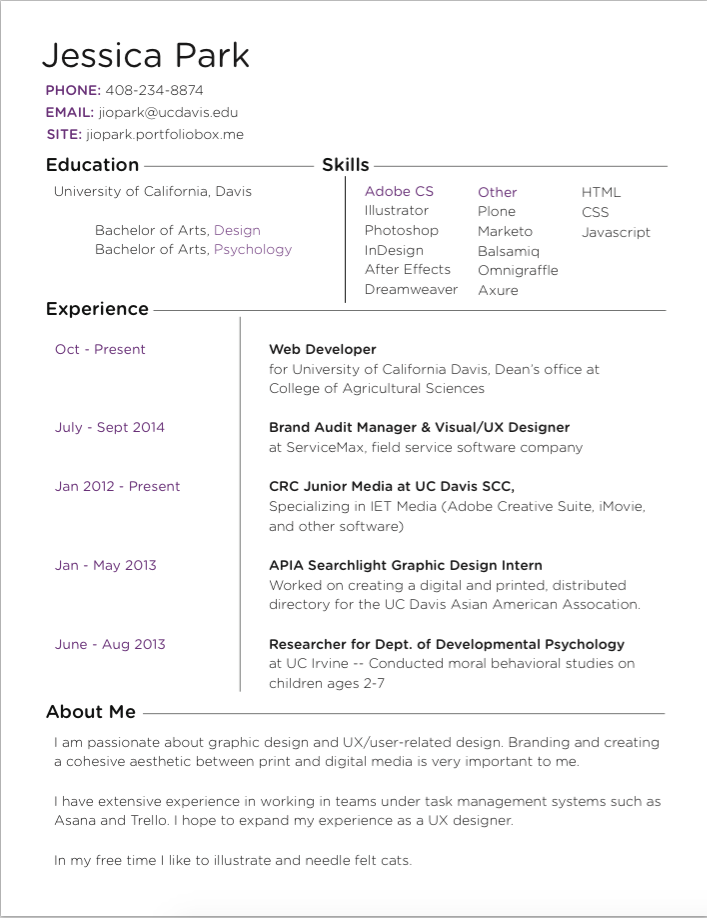 Jessica Park
PHONE: 408-234-8874
EMAIL: jiopark@ucdavis.edu
SITE: jiopark.portfoliobox.me
Education
University of California, Davis
Bachelor of Arts, Design
Bachelor of Arts, Psychology
Skills
Adobe CS
Illustrator
Photoshop
InDesign
After Effects
Dreamweaver
Other
Plone
Marketo
Balsamiq
Omnigraffle
Axure
HTML
CSS
Javascript
Experience
Oct - Present
Web Developer
for University of California Davis, Dean's office at
College of Agricultural Sciences
July - Sept 2014
Brand Audit Manager & Visual/UX Designer
at ServiceMax, field service software company
Jan 2012 - Present
CRC Junior Media at UC Davis SCC,
Specializing in IET Media (Adobe Creative Suite, iMovie,
and other software)
Jan - May 2013
APIA Searchlight Graphic Design Intern
Worked on creating a digital and printed, distributed
directory for the UC Davis Asian American Assocation.
June - Aug 2013
Researcher for Dept. of Developmental Psychology
at UC Irvine -- Conducted moral behavioral studies on
children ages 2-7
About Me
I am passionate about graphic design and UX/user-related design. Branding and creating
a cohesive aesthetic between print and digital media is very important to me.
I have extensive experience in working in teams under task management systems such as
Asana and Trello. I hope to expand my experience as a UX designer.
In my free time I like to illustrate and needle felt cats.